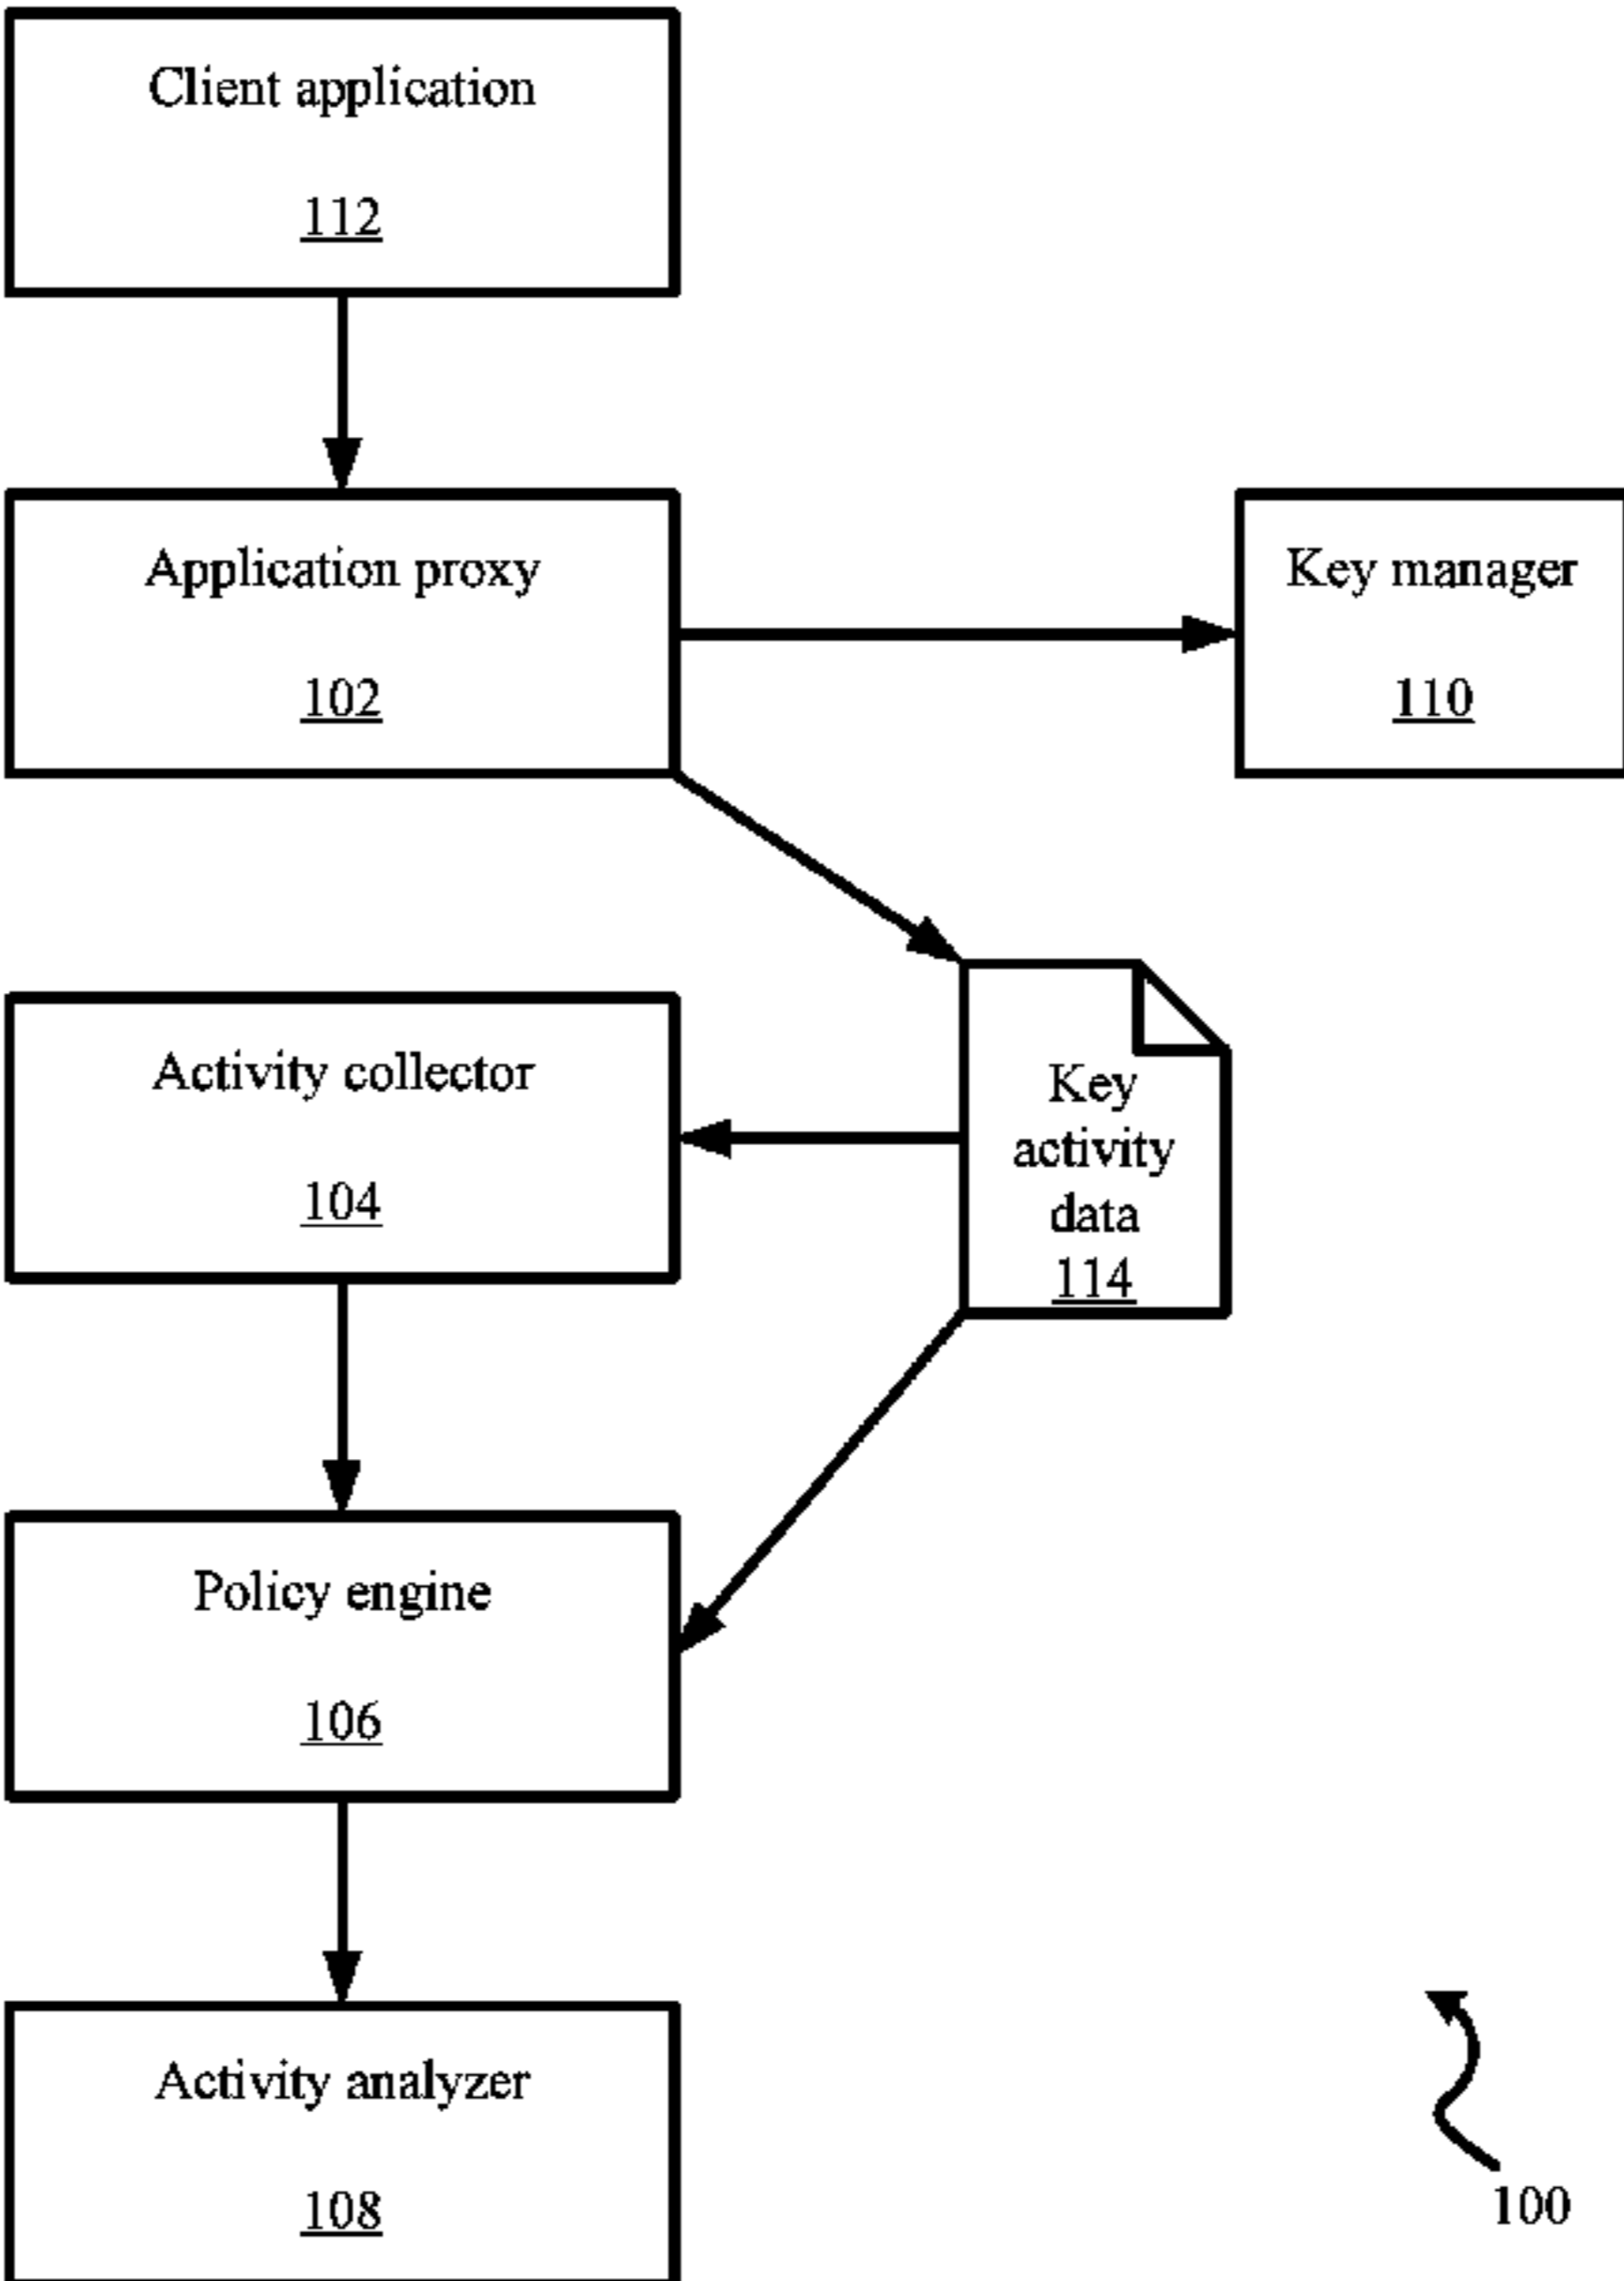 Client application
112
Application proxy
102
Key manager
110
Activity collector
104
Key
activity
data
114
Policy engine
106
Activity analyzer
108
100